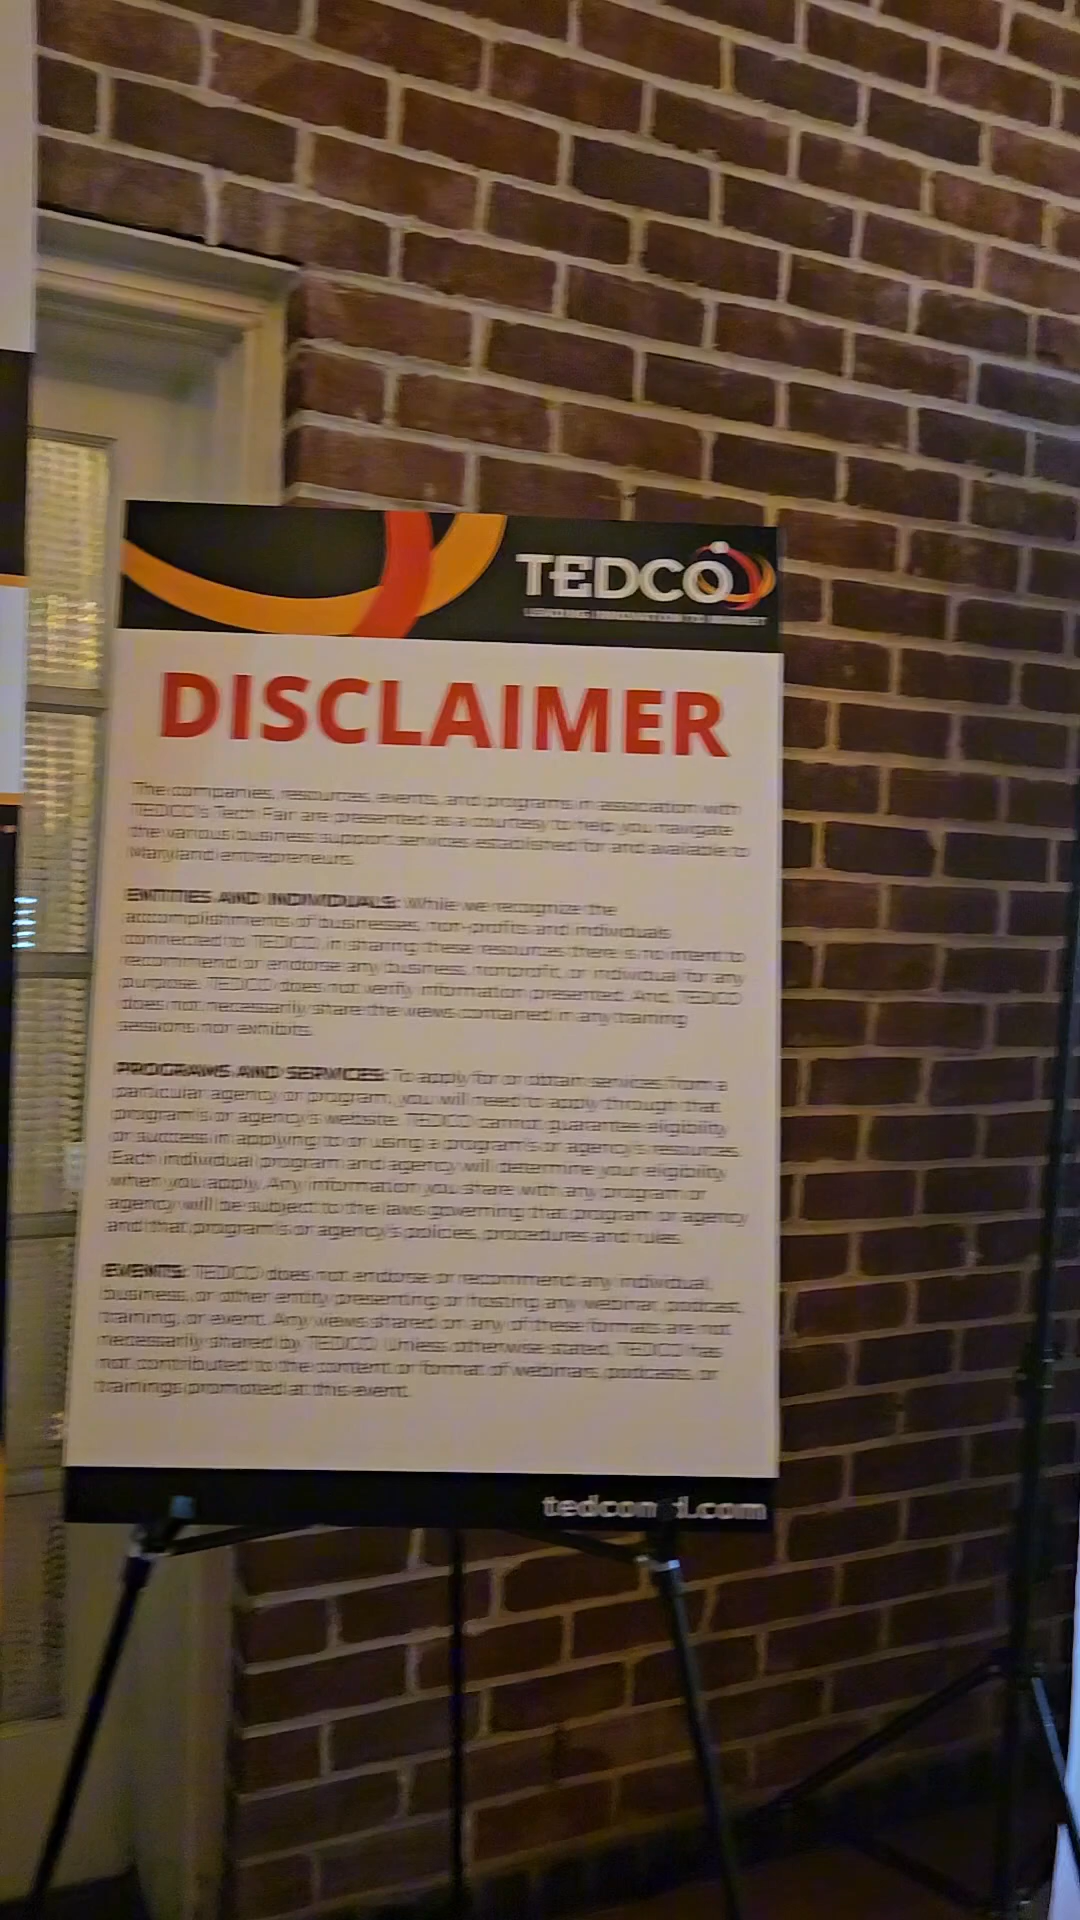 TEDCO
LEADING INNOVATION TO MARKET
DISCLAIMER
The companies, resources, events, and programs in association with
TEDCO's Tech Fair are presented as a courtesy to help you navigate
the various business support services established for and available to
Maryland entrepreneurs.
ENTITIES AND INDIVIDUALS: While we recognize the
accomplishments of businesses, non-profits and individuals
connected to TEDCO in sharing these resources there is no intent to
recommend or endorse any business, nonprofit, or individual for any
purpose. TEDCO does not verify information presented. And, TEDCO
does not necessarily share the views contained in any training
sessions nor exhibits.
PROGRAMS AND SERVICES: To apply for or obtain services from a
particular agency or program, you will need to apply through that
program's or agency's website. TEDCO cannot guarantee eligibility
or success in applying to or using a program's or agency's resources.
Each individual program and agency will determine your eligibility
when you apply. Any information you share with any program or
agency will be subject to the laws governing that program or agency
and that program's or agency's policies, procedures and rules.
EVENTS: TEDCO does not endorse or recommend any individual,
business, or other entity presenting or hosting any webinar, podcast,
training, or event. Any views shared on any of these formats are not
necessarily shared by TEDCO. Unless otherwise stated, TEDCO has
not contributed to the content or format of webinars, podcasts, or
trainings promoted at this event.
tedcomd.com